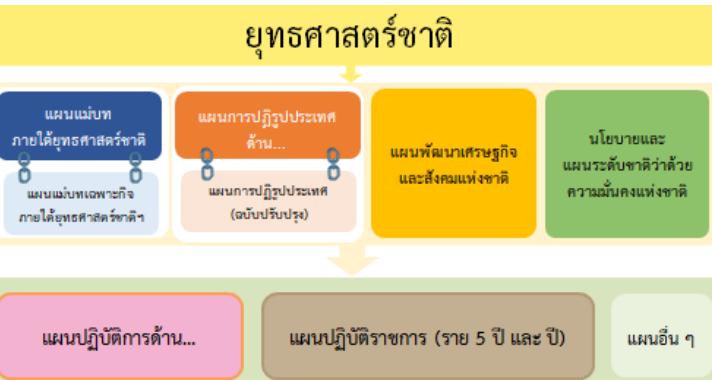 ยุทธศาสตร์ชาติ
แผนแม่บท
ภายใต้ยุทธศาสตร์ชาติ
แผนแม่บทเฉพาะกิจ
ภายใต้ยุทธศาสตร์ชาติฯ
แผนการปฏิรูปประเทศ
ด้าน...
แผนการปฏิรูปประเทศ
(ฉบับปรับปรุง)
แผนพัฒนาเศรษฐกิจ
และสังคมแห่งชาติ
นโยบายและ
แผนระดับชาติว่าด้วย
ความมั่นคงแห่งชาติ
แผนปฏิบัติการด้าน...
แผนปฏิบัติราชการ (ราย 5 ปี และ ปี)
แผนอื่น ๆ